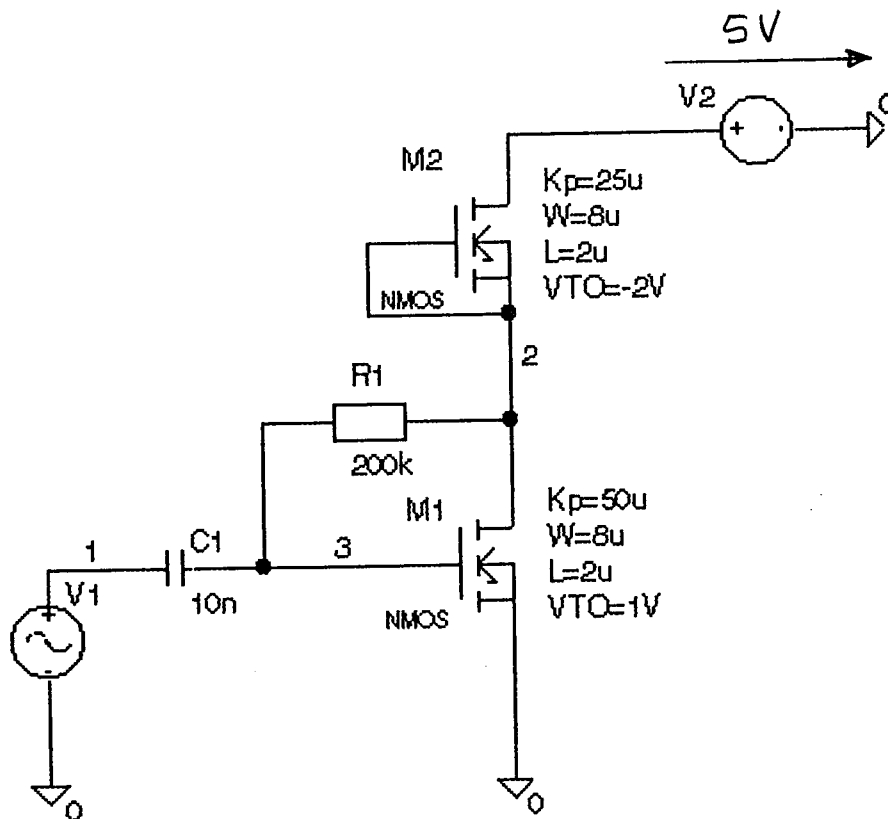 5V
V2
0
M2
Kp=25u
W=8u
L=2u
VTO=-2V
NMOS
2
R1
200k
M1
Kp=50u
W=8u
L=2u
VTO=1V
NMOS
1
C1
3
V1
10n
0
0